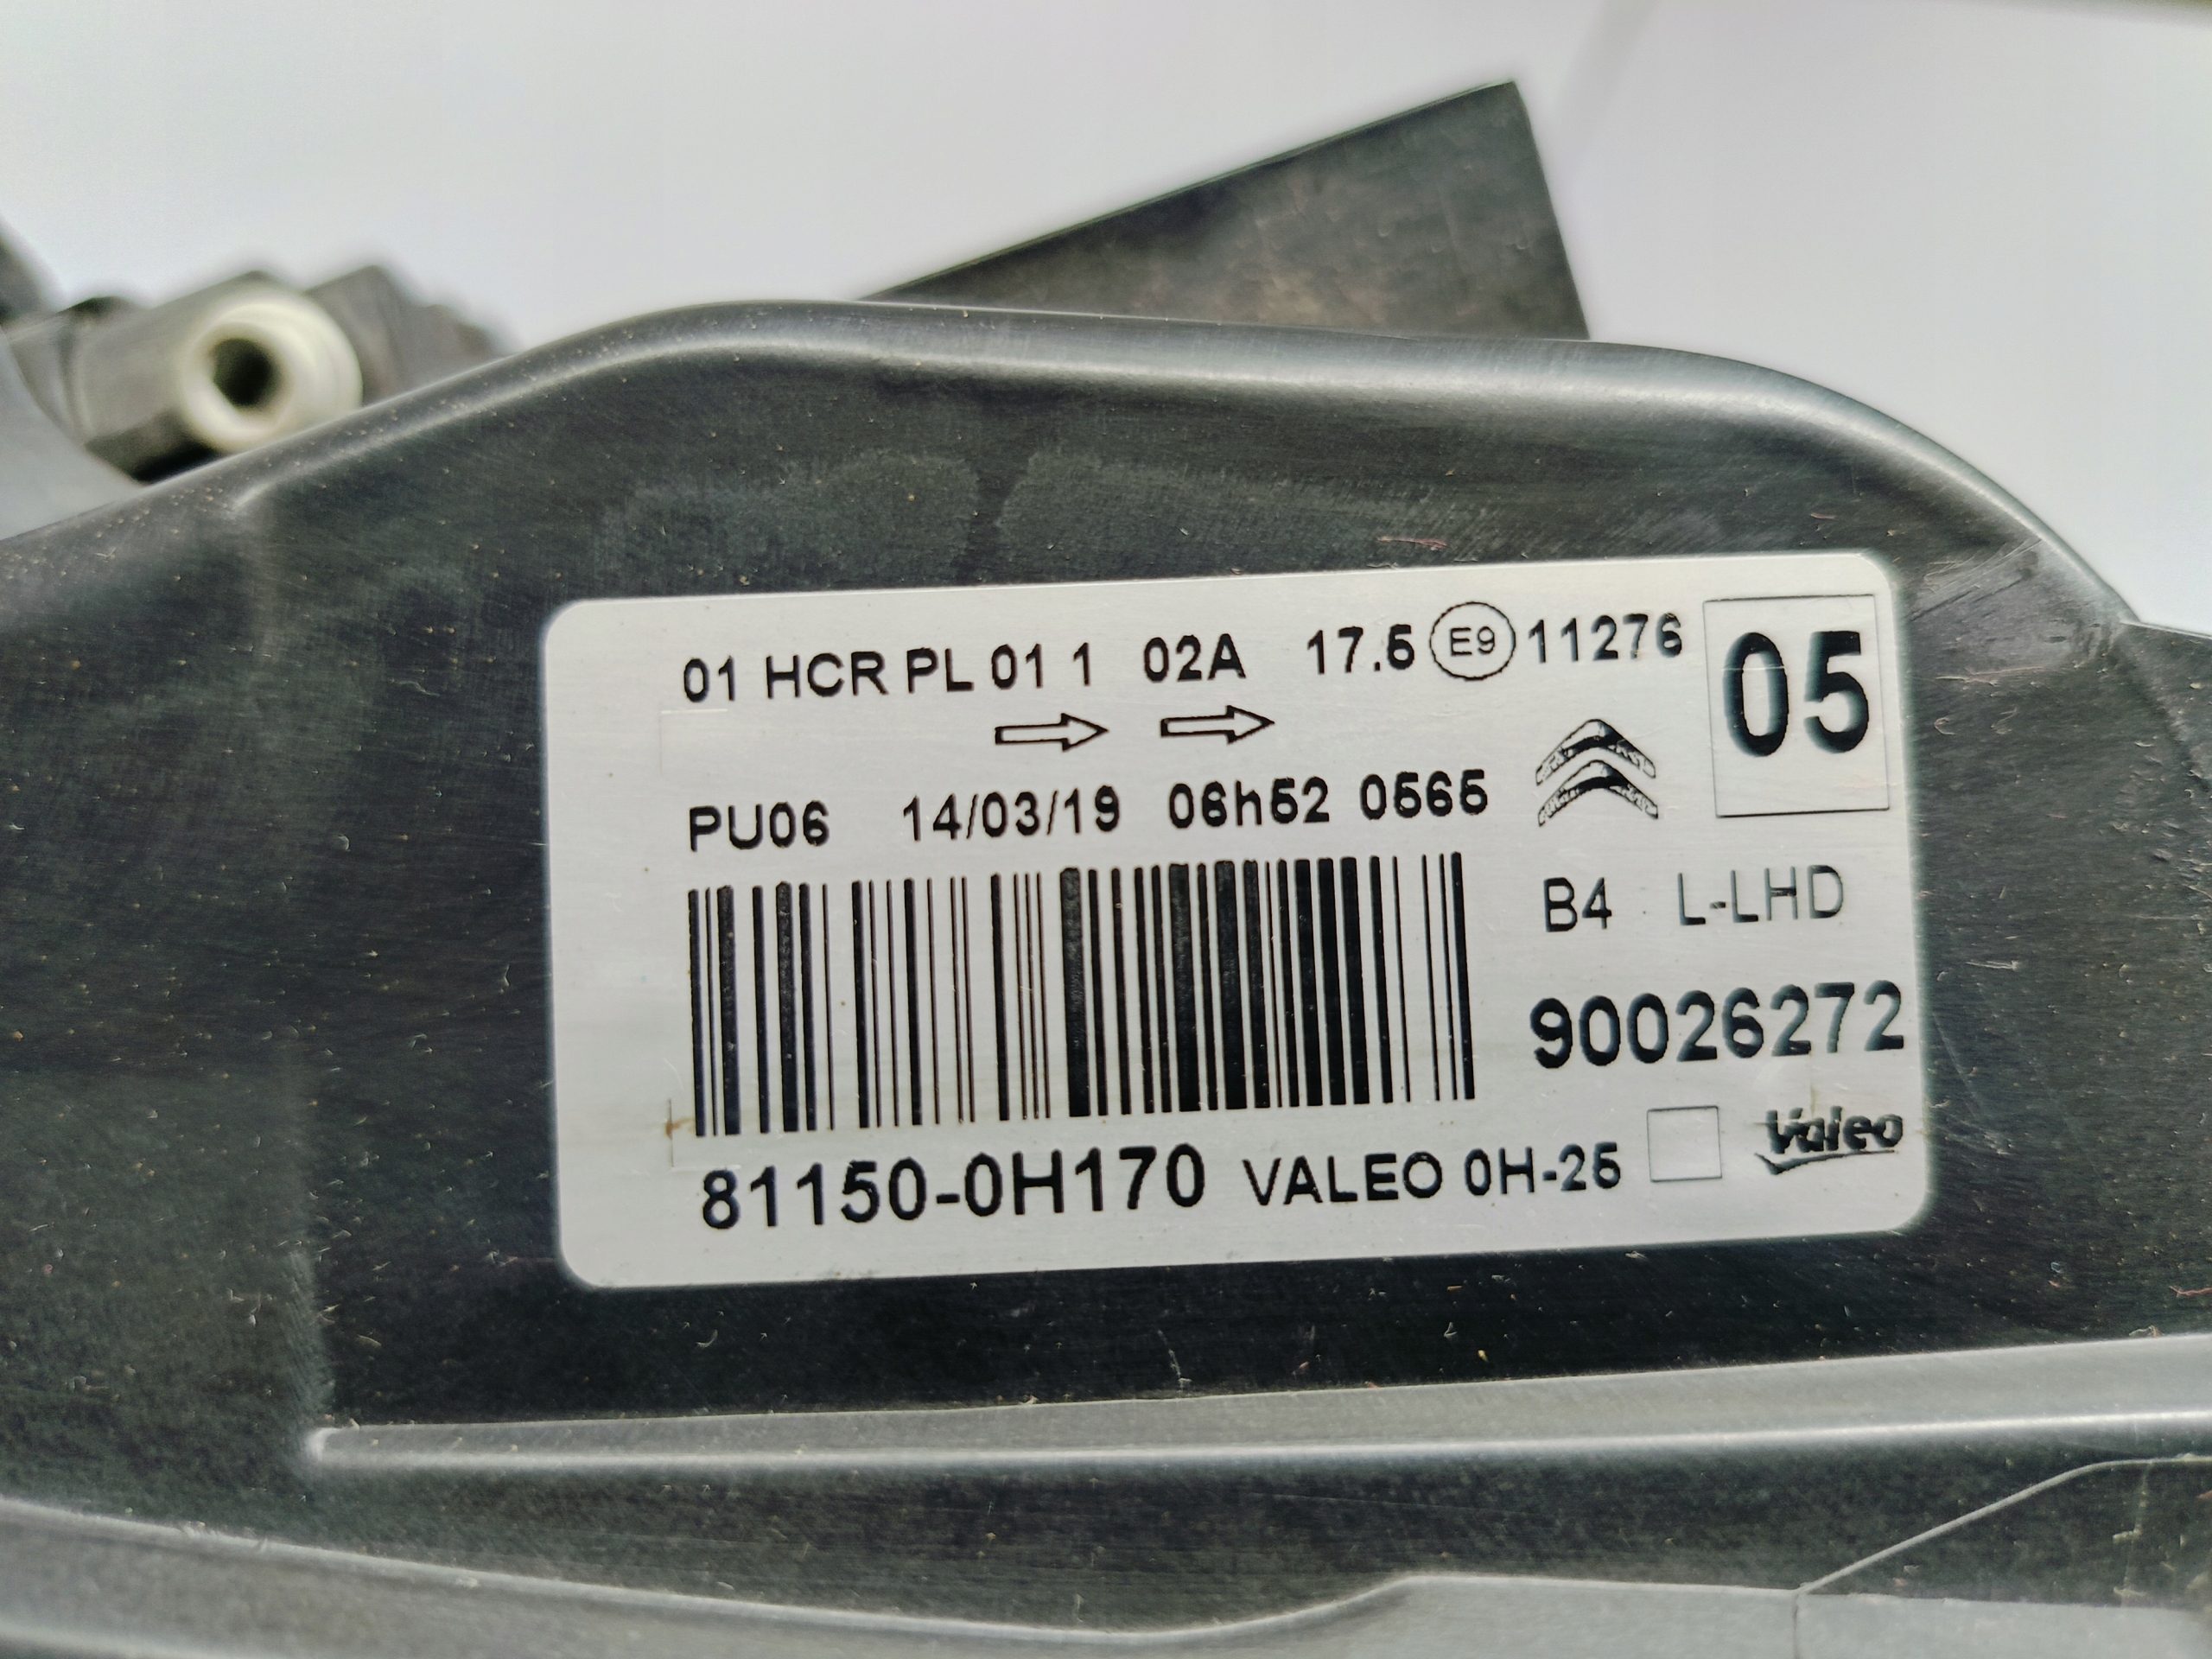 01 HCR PL 01 1 02A 17.5 E9 11276
05
PU06 14/03/19 06h52 0565
B4 L-LHD
90026272
81150-0H170 VALEO 0H-25
Valeo